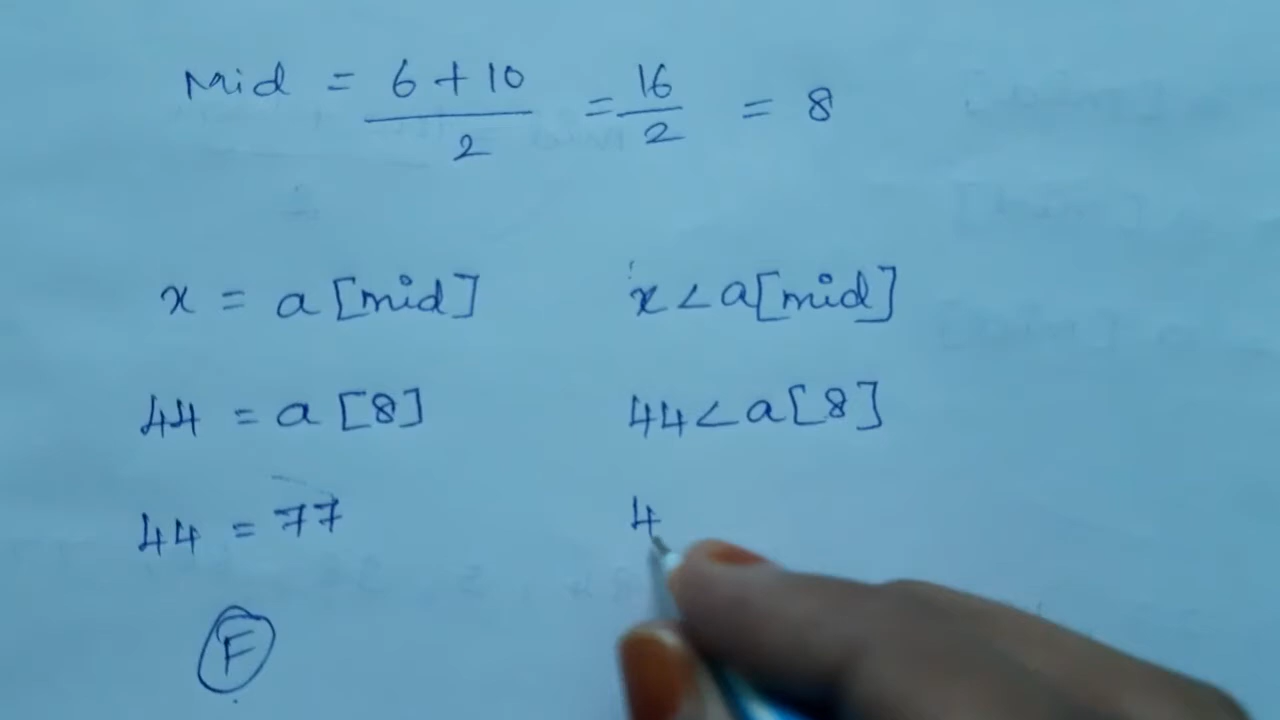 Mid = 6 + 10 / 2 = 16 / 2 = 8
x = a [mid] x < a[mid]
44 = a [8] 44 < a [8]
44 = 77 4
F